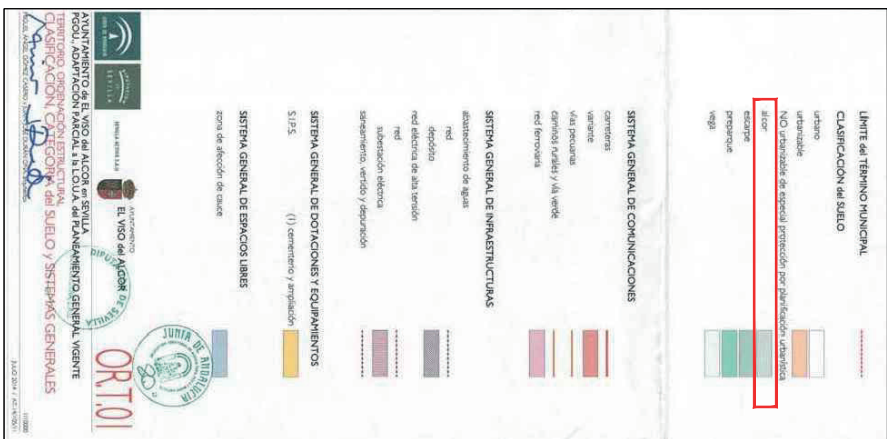 LÍMITE del TÉRMINO MUNICIPAL
CLASIFICACIÓN del SUELO
urbano
urbanizable
NO urbanizable de especial protección por planificación urbanística
alcor
escarpe
preparque
vega
SISTEMA GENERAL DE COMUNICACIONES
carreteras
variante
vías pecuarias
caminos rurales y vía verde
red ferroviaria
SISTEMA GENERAL DE INFRAESTRUCTURAS
abastecimiento de aguas
red
depósito
red eléctrica de alta tensión
red
subestación eléctrica
saneamiento, vertido y depuración
SISTEMA GENERAL DE DOTACIONES Y EQUIPAMIENTOS
S.I.P.S. (1) cementerio y ampliación
SISTEMA GENERAL DE ESPACIOS LIBRES
zona de afección de cauce
JUNTA DE ANDALUCIA
AYUNTAMIENTO
EL VISO del ALCOR
DIPUTACIÓN DE SEVILLA
AYUNTAMIENTO de EL VISO del ALCOR en SEVILLA
PGOU, ADAPTACIÓN PARCIAL a la L.O.U.A. del PLANEAMIENTO GENERAL VIGENTE
TERRITORIO. ORDENACIÓN ESTRUCTURAL
CLASIFICACIÓN, CATEGORÍA del SUELO y SISTEMAS GENERALES
OR.T.01